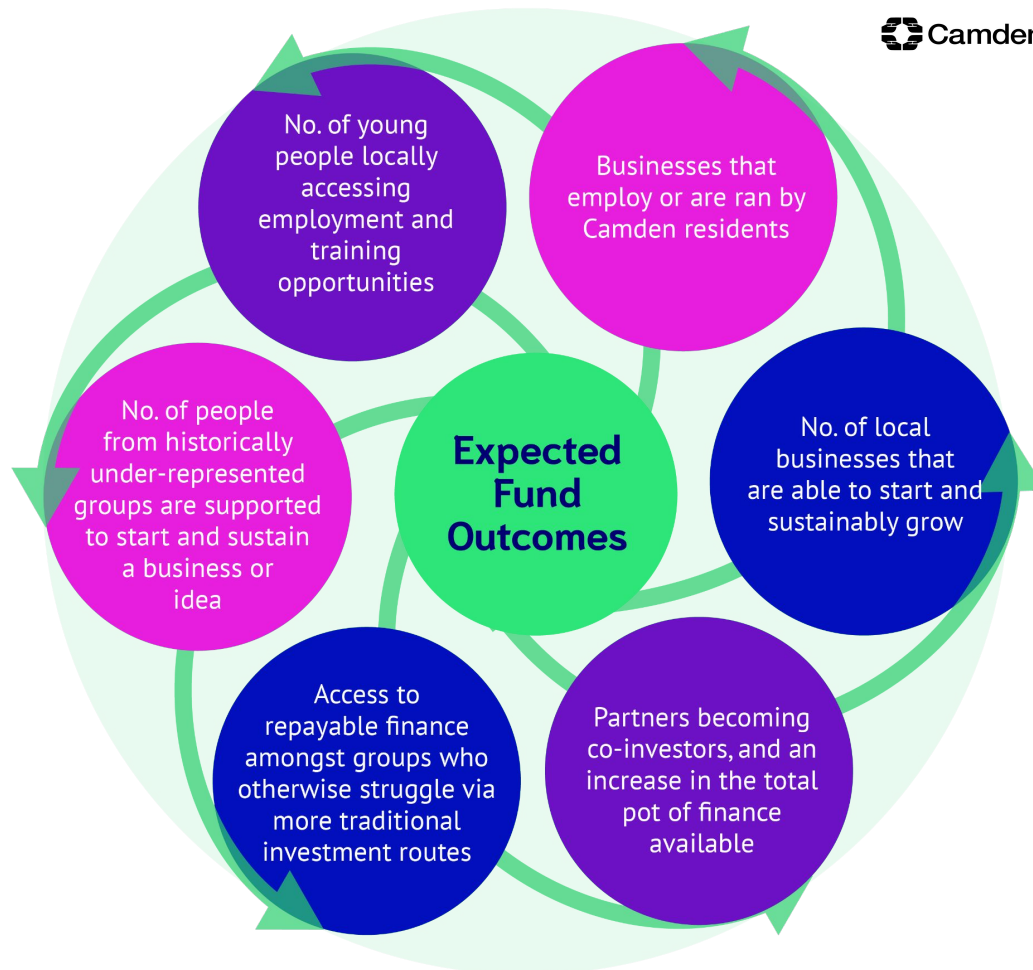 Camden
No. of young
people locally
accessing
employment and
training
opportunities
Businesses that
employ or are ran by
Camden residents
No. of people
from historically
under-represented
groups are supported
to start and sustain
a business or
idea
Expected
Fund
Outcomes
No. of local
businesses that
are able to start and
sustainably grow
Access to
repayable finance
amongst groups who
otherwise struggle via
more traditional
investment routes
Partners becoming
co-investors, and an
increase in the total
pot of finance
available